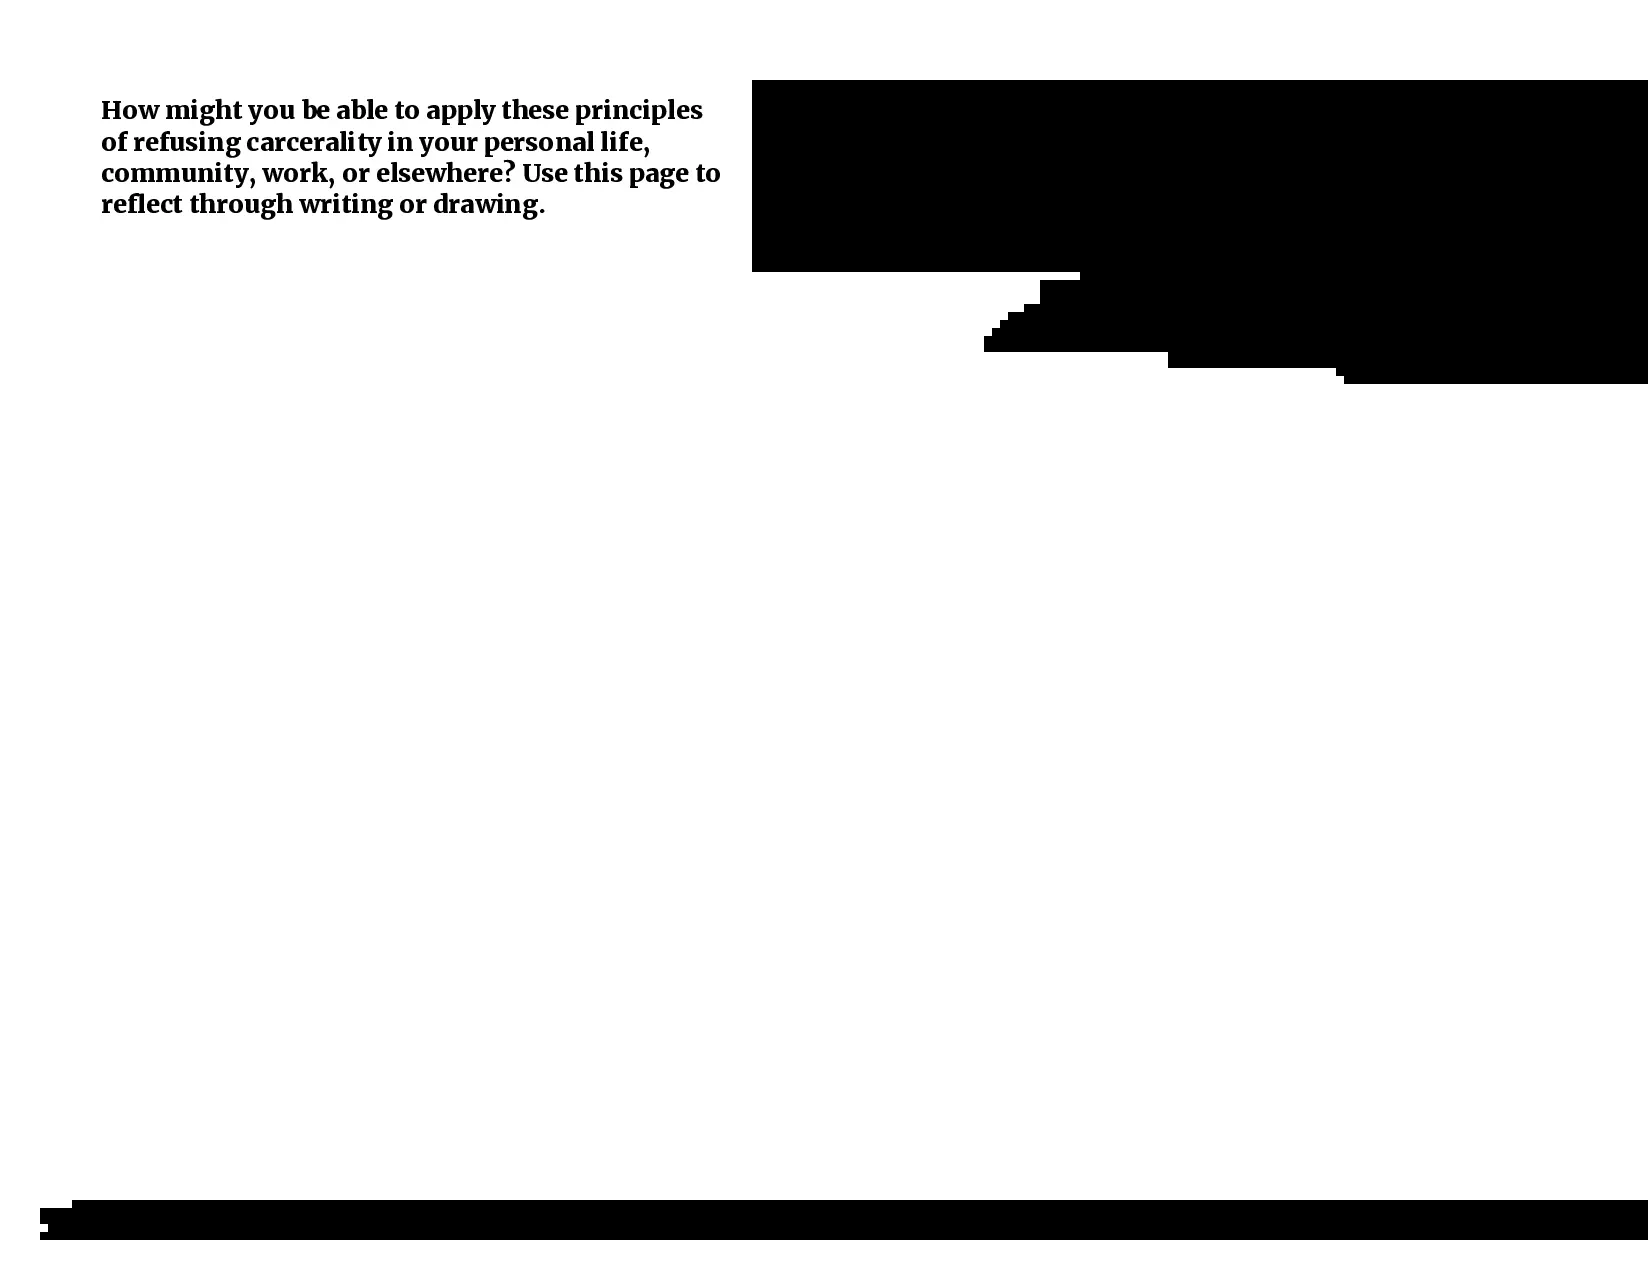 How might you be able to apply these principles
of refusing carcerality in your personal life,
community, work, or elsewhere? Use this page to
reflect through writing or drawing.